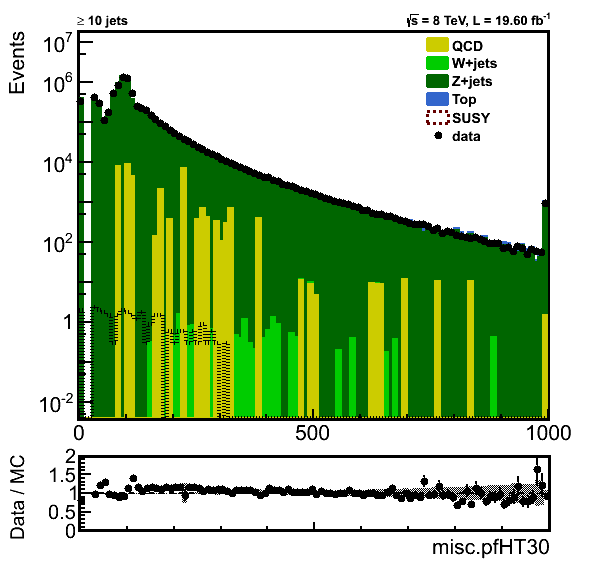 ≥ 10 jets
√s = 8 TeV, L = 19.60 fb⁻¹
Events
10⁷
10⁶
10⁴
10²
1
10⁻²
QCD
W+jets
Z+jets
Top
SUSY
data
0 500 1000
Data / MC
2
1.5
1
0.5
0
misc.pfHT30